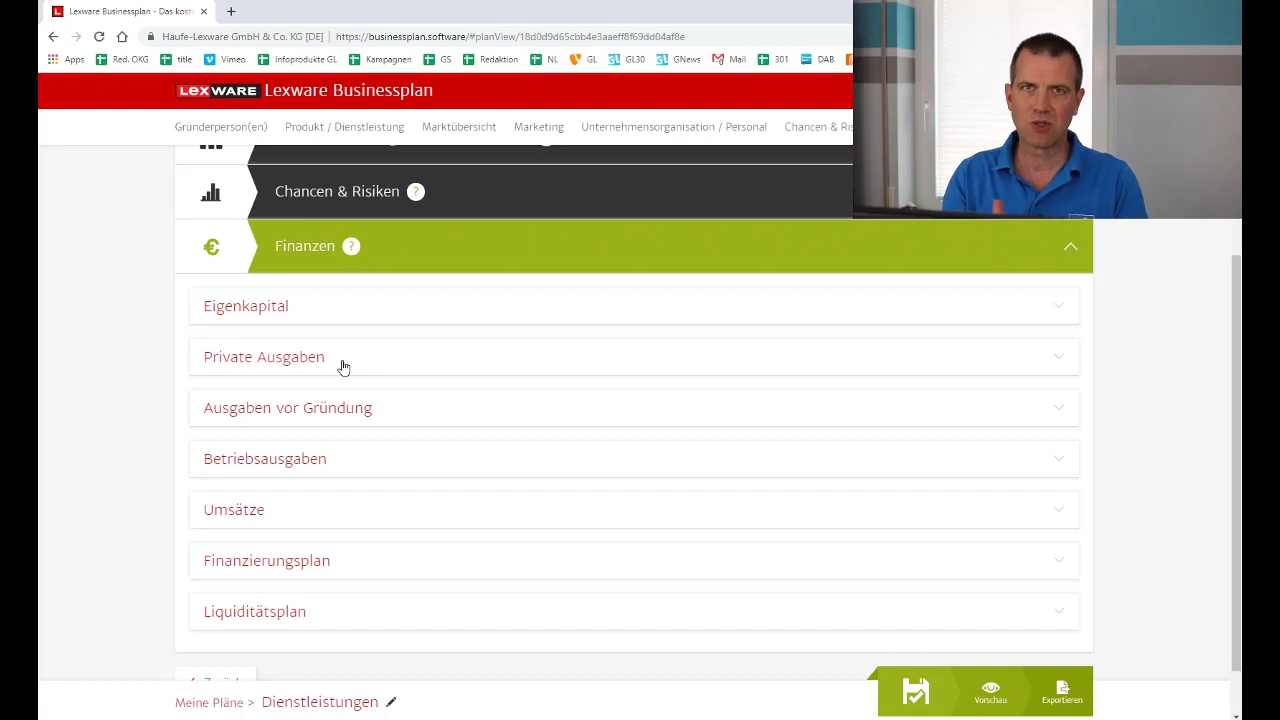 Lexware Businessplan - Das kost
Haufe-Lexware GmbH & Co. KG [DE] | https://businessplan.software/#planView/18d0d9d65cbb4e3aaeff8f69dd04af8e
Apps Red. OKG title Vimeo Infoprodukte GL Kampagnen GS Redaktion NL GL GL30 GNews Mail 301 DAB
LEXWARE Lexware Businessplan
Gründerperson(en) Produkt / Dienstleistung Marktübersicht Marketing Unternehmensorganisation / Personal Chancen & Ris
Chancen & Risiken ?
€ Finanzen ?
Eigenkapital
Private Ausgaben
Ausgaben vor Gründung
Betriebsausgaben
Umsätze
Finanzierungsplan
Liquiditätsplan
Meine Pläne > Dienstleistungen
Vorschau
Exportieren